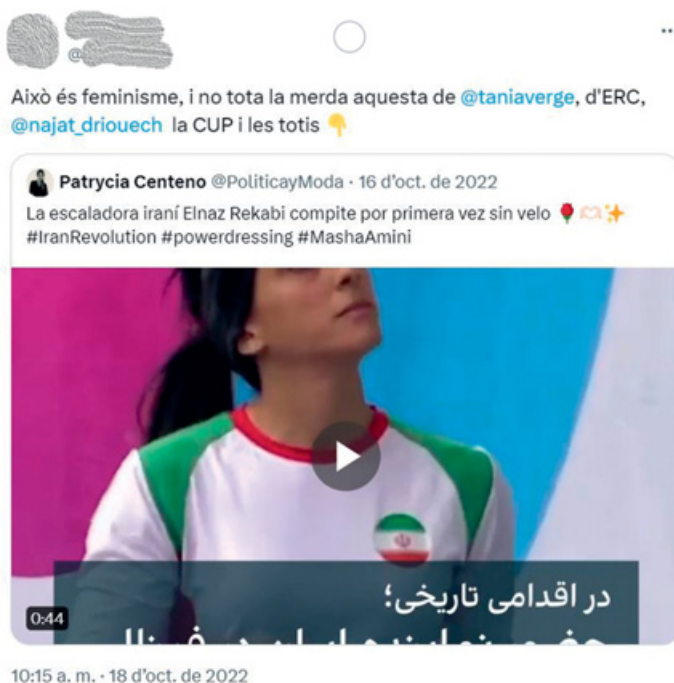 @
Això és feminisme, i no tota la merda aquesta de @taniaverge, d'ERC,
@najat_driouech la CUP i les totis 👇
Patrycia Centeno @PoliticayModa · 16 d'oct. de 2022
La escaladora iraní Elnaz Rekabi compite por primera vez sin velo 🌹🫶🏻✨
#IranRevolution #powerdressing #MashaAmini
در اقدامی تاریخی؛
0:44
10:15 a. m. · 18 d'oct. de 2022